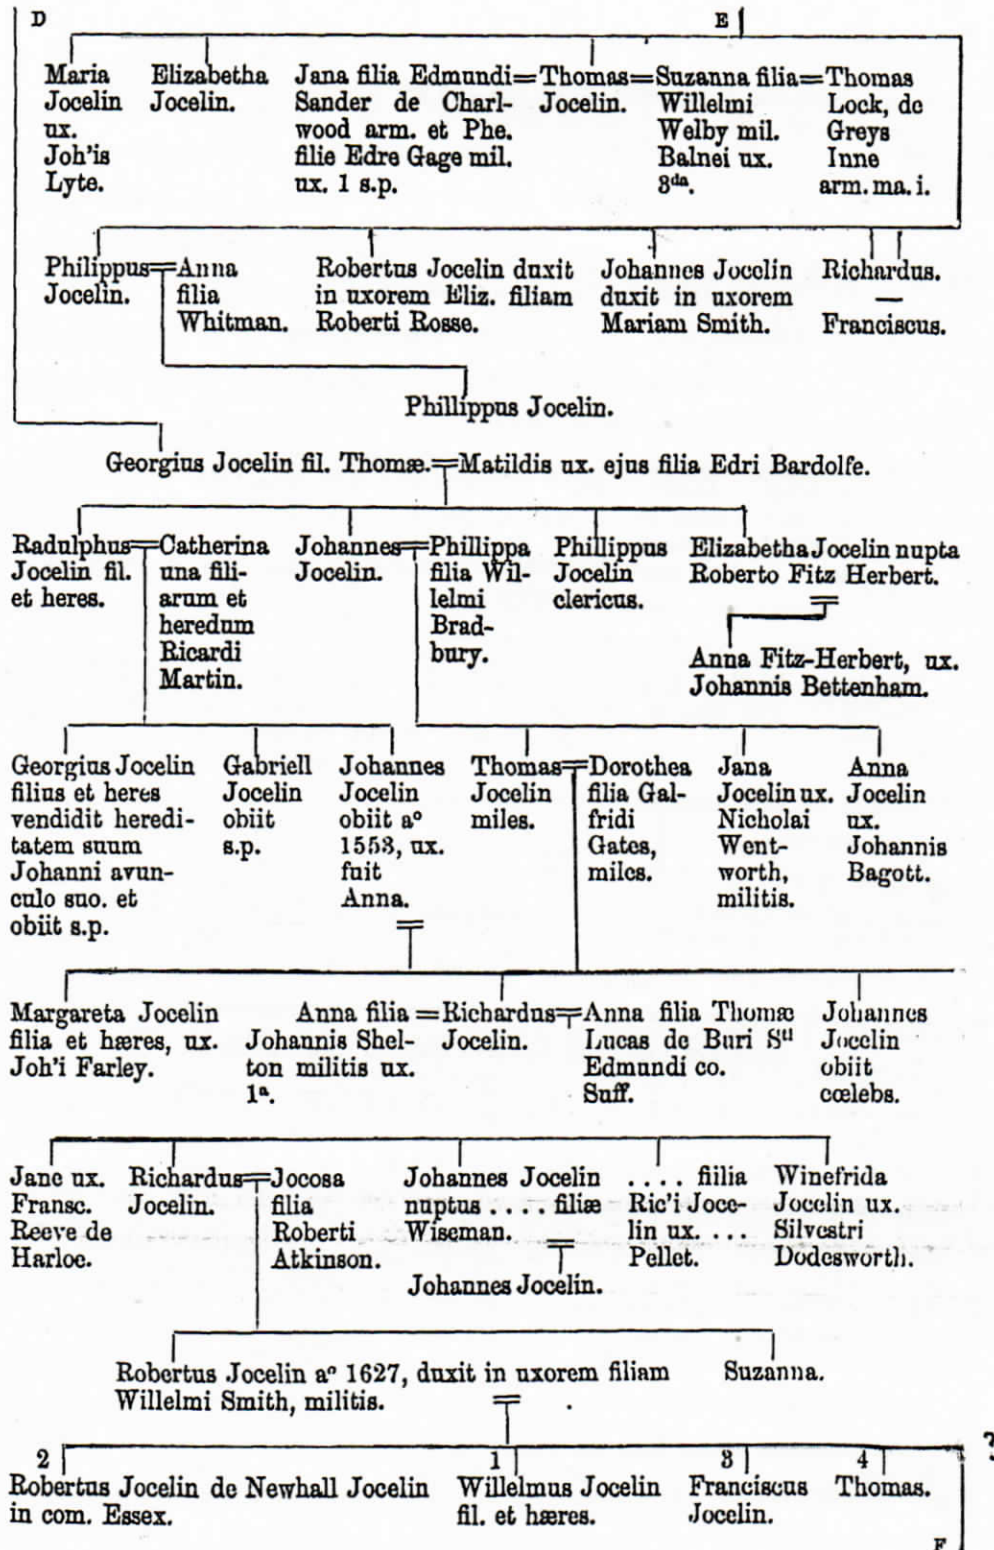 D
E
Maria
Jocelin
ux.
Joh'is
Lyte.
Elizabetha
Jocelin.
Jana filia Edmundi=
Sander de Charl-
wood arm. et Phe.
filie Edre Gage mil.
ux. 1 s.p.
Thomas=
Jocelin.
Suzanna filia=
Willelmi
Welby mil.
Balnei ux.
3da.
Thomas
Lock, de
Greys
Inne
arm. ma. i.
Philippus=
Jocelin.
Anna
filia
Whitman.
Robertus Jocelin duxit
in uxorem Eliz. filiam
Roberti Rosse.
Johannes Jocelin
duxit in uxorem
Mariam Smith.
Richardus.
—
Franciscus.
Phillippus Jocelin.
Georgius Jocelin fil. Thomæ.=Matildis ux. ejus filia Edri Bardolfe.
Radulphus=
Jocelin fil.
et heres.
Catherina
una fili-
arum et
heredum
Ricardi
Martin.
Johannes=
Jocelin.
Phillippa
filia Wil-
lelmi
Brad-
bury.
Phillippus
Jocelin
clericus.
Elizabetha Jocelin nupta
Roberto Fitz Herbert.
=
Anna Fitz-Herbert, ux.
Johannis Bettenham.
Georgius Jocelin
filius et heres
vendidit heredi-
tatem suum
Johanni avun-
culo suo. et
obiit s.p.
Gabriell
Jocelin
obiit
s.p.
Johannes
Jocelin
obiit aº
1553, ux.
fuit
Anna.
=
Thomas=
Jocelin
miles.
Dorothea
filia Gal-
fridi
Gates,
miles.
Jana
Jocelin ux.
Nicholai
Went-
worth,
militis.
Anna
Jocelin
ux.
Johannis
Bagott.
Margareta Jocelin
filia et hæres, ux.
Joh'i Farley.
Anna filia =
Johannis Shel-
ton militis ux.
1ª.
Richardus=
Jocelin.
Anna filia Thomæ
Lucas de Buri Sti
Edmundi co.
Suff.
Johannes
Jocelin
obiit
cœlebs.
Jane ux.
Fransc.
Reeve de
Harloe.
Richardus=
Jocelin.
Jocosa
filia
Roberti
Atkinson.
Johannes Jocelin
nuptus .... filiæ
Wiseman.
=
Johannes Jocelin.
.... fiilia
Ric'i Joce-
lin ux. ...
Pellet.
Winefrida
Jocelin ux.
Silvestri
Dodesworth.
Robertus Jocelin aº 1627, duxit in uxorem filiam
Willelmi Smith, militis.
=
Suzanna.
2
Robertus Jocelin de Newhall Jocelin
in com. Essex.
1
Willelmus Jocelin
fil. et hæres.
3
Franciscus
Jocelin.
4
Thomas.
?
F